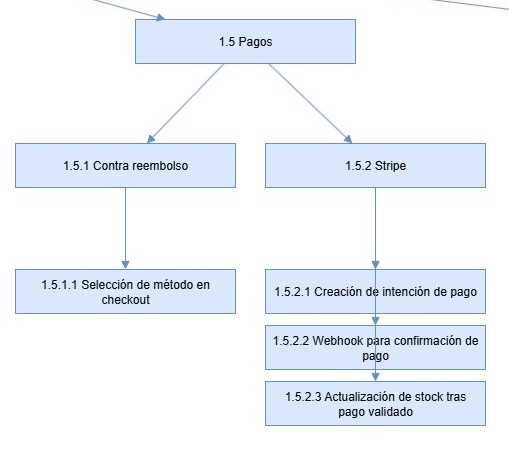 1.5 Pagos
1.5.1 Contra reembolso
1.5.2 Stripe
1.5.1.1 Selección de método en
checkout
1.5.2.1 Creación de intención de pago
1.5.2.2 Webhook para confirmación de
pago
1.5.2.3 Actualización de stock tras
pago validado